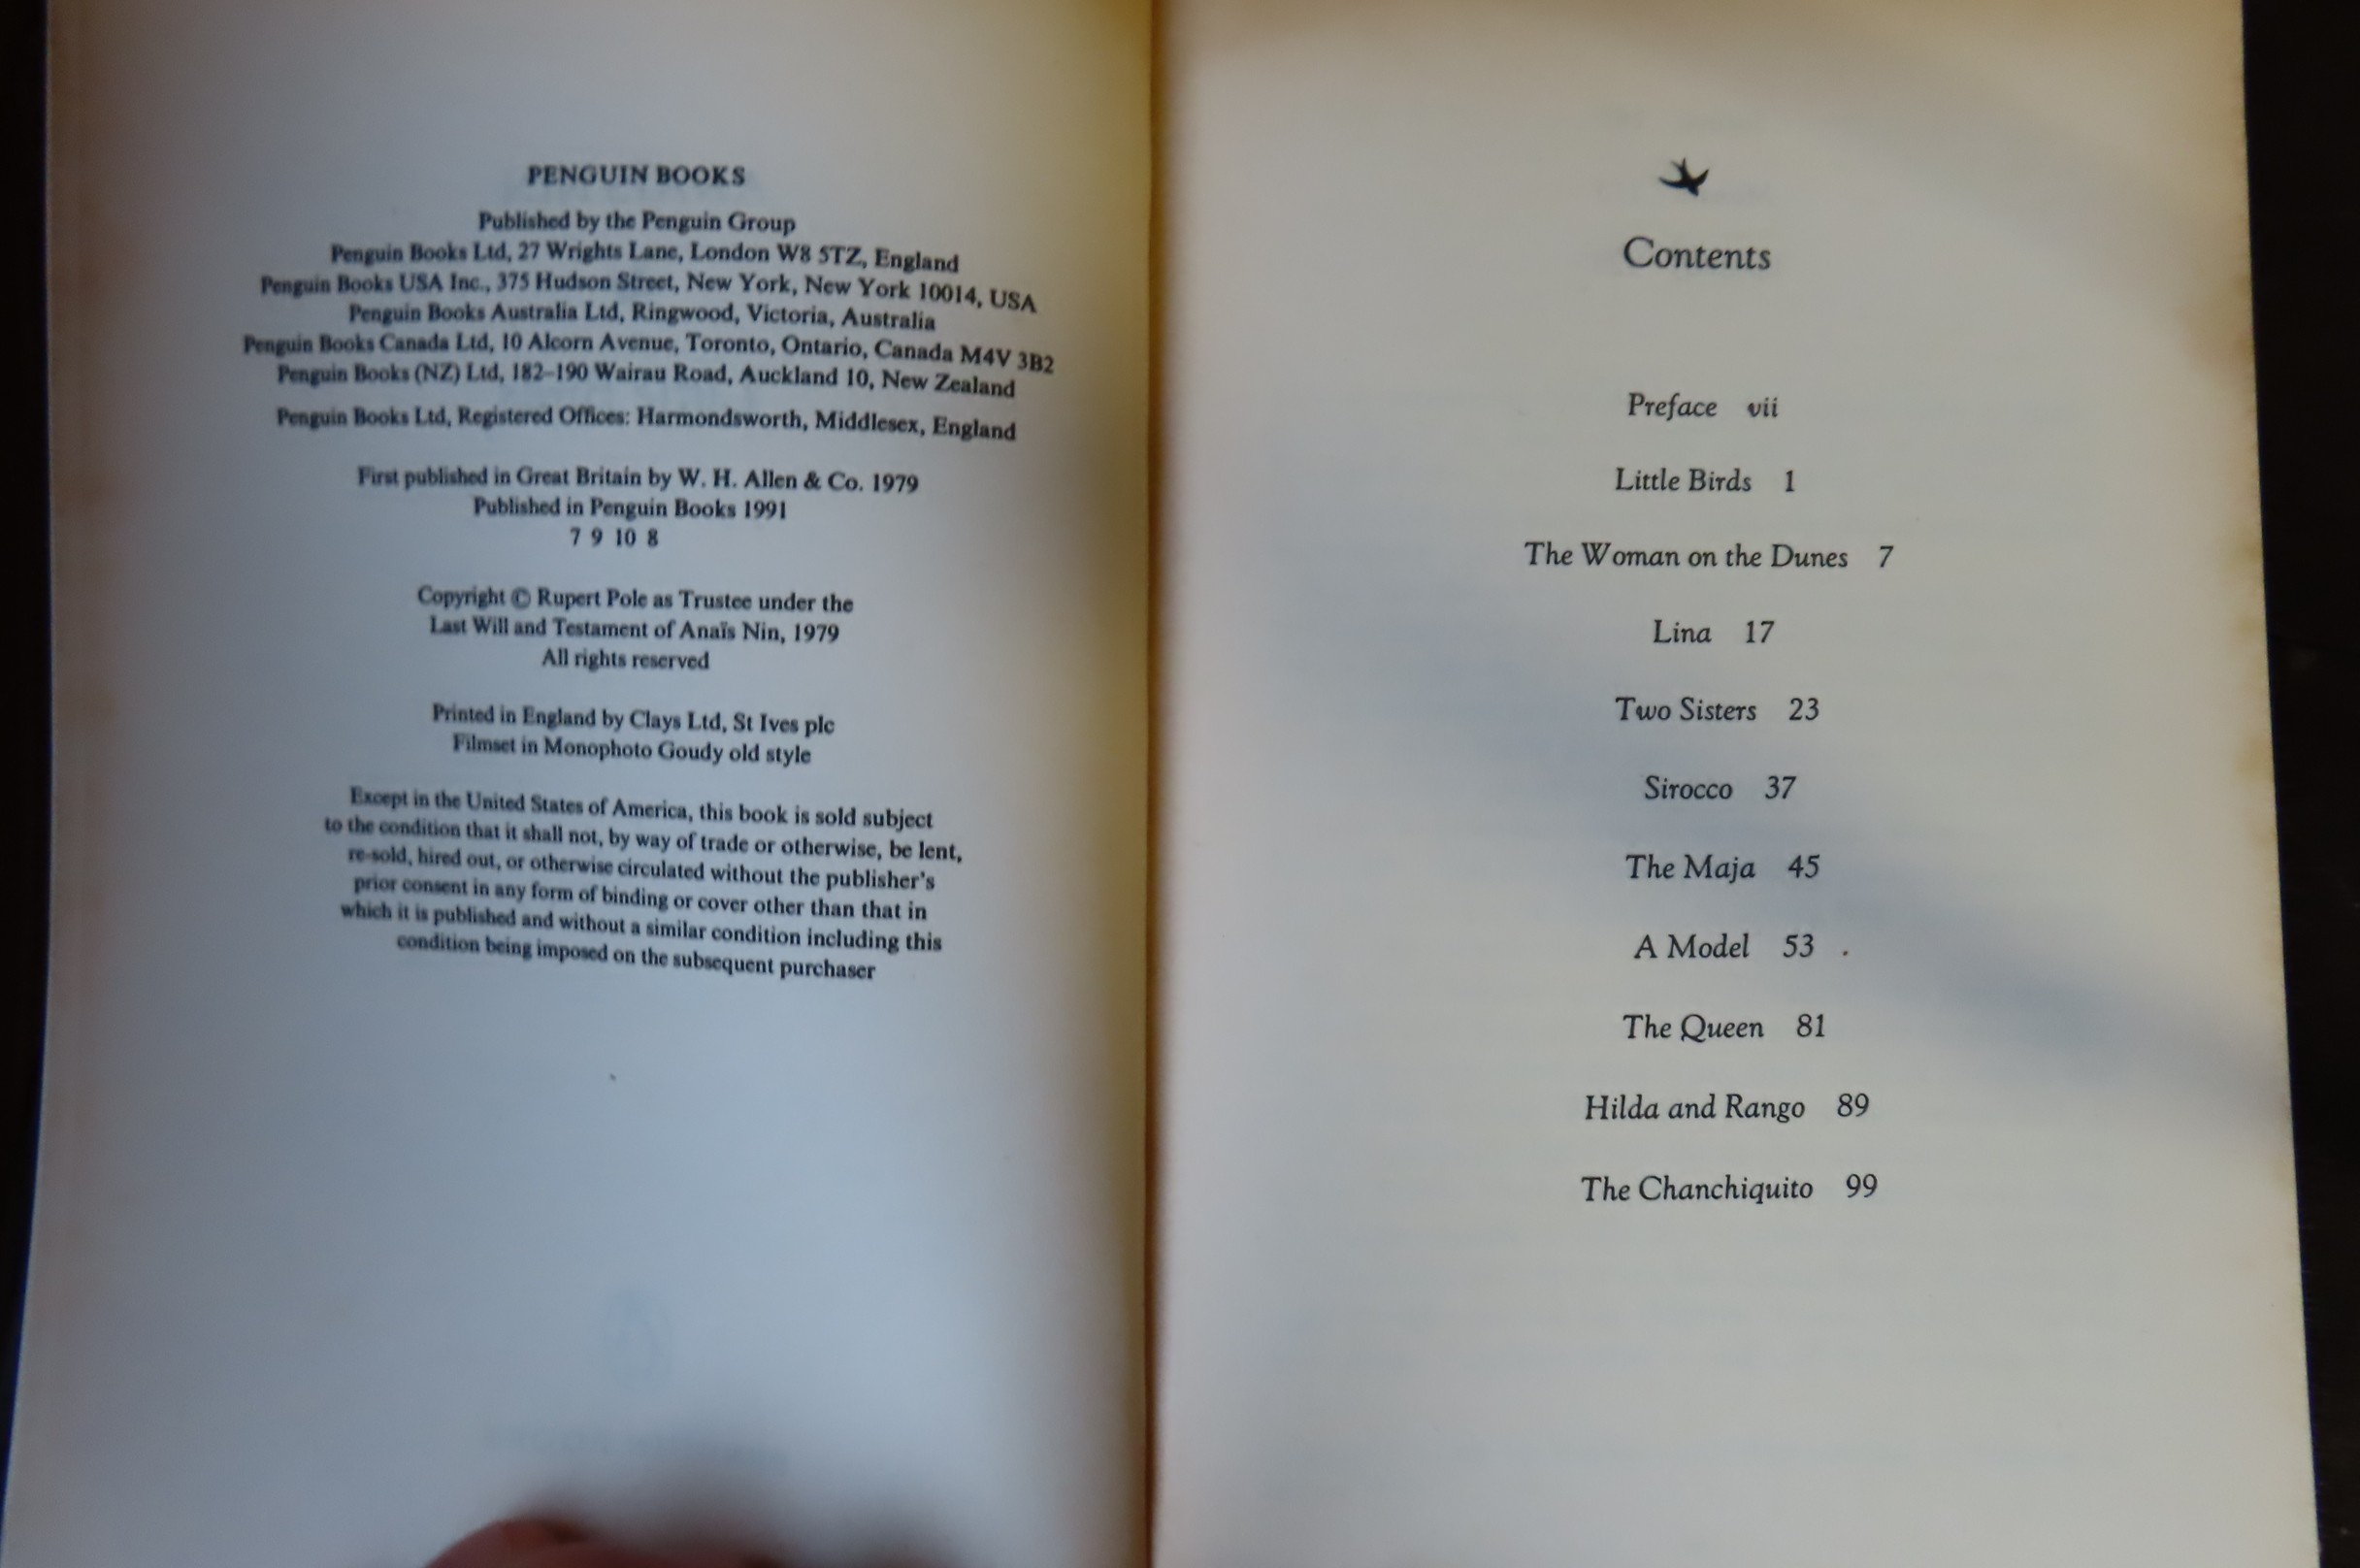 PENGUIN BOOKS
Published by the Penguin Group
Penguin Books Ltd, 27 Wrights Lane, London W8 5TZ, England
Penguin Books USA Inc., 375 Hudson Street, New York, New York 10014, USA
Penguin Books Australia Ltd, Ringwood, Victoria, Australia
Penguin Books Canada Ltd, 10 Alcorn Avenue, Toronto, Ontario, Canada M4V 3B2
Penguin Books (NZ) Ltd, 182–190 Wairau Road, Auckland 10, New Zealand
Penguin Books Ltd, Registered Offices: Harmondsworth, Middlesex, England
First published in Great Britain by W. H. Allen & Co. 1979
Published in Penguin Books 1991
7 9 10 8
Copyright © Rupert Pole as Trustee under the
Last Will and Testament of Anaïs Nin, 1979
All rights reserved
Printed in England by Clays Ltd, St Ives plc
Filmset in Monophoto Goudy old style
Except in the United States of America, this book is sold subject
to the condition that it shall not, by way of trade or otherwise, be lent,
re-sold, hired out, or otherwise circulated without the publisher's
prior consent in any form of binding or cover other than that in
which it is published and without a similar condition including this
condition being imposed on the subsequent purchaser
Contents
Preface vii
Little Birds 1
The Woman on the Dunes 7
Lina 17
Two Sisters 23
Sirocco 37
The Maja 45
A Model 53
The Queen 81
Hilda and Rango 89
The Chanchiquito 99